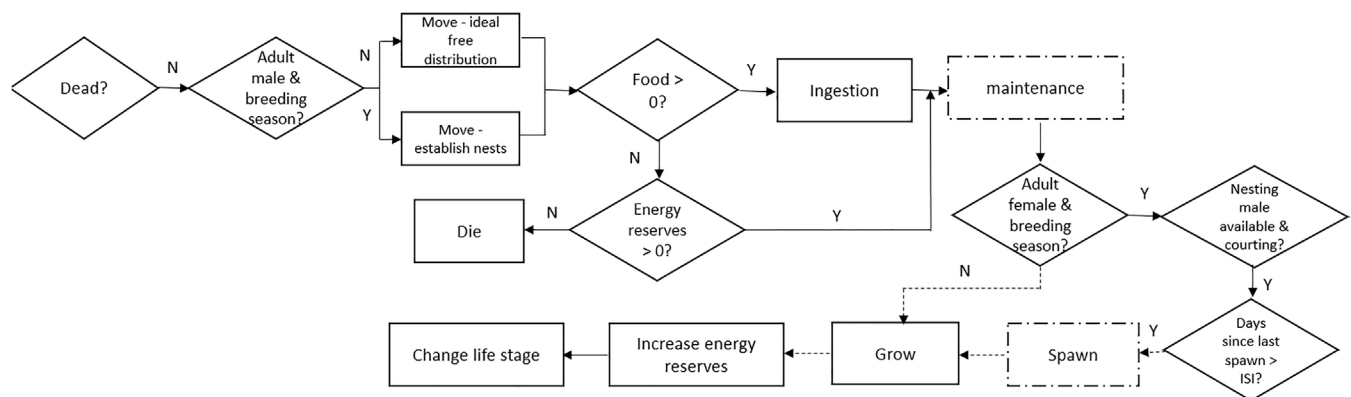 Dead?
N
Adult
male &
breeding
season?
N
Y
Move - ideal
free
distribution
Move -
establish nests
Food >
0?
Y
N
Ingestion
maintenance
Energy
reserves
> 0?
N
Y
Die
Adult
female &
breeding
season?
Y
N
Nesting
male
available &
courting?
Y
Days
since last
spawn >
ISI?
Y
Spawn
Grow
Increase energy
reserves
Change life stage